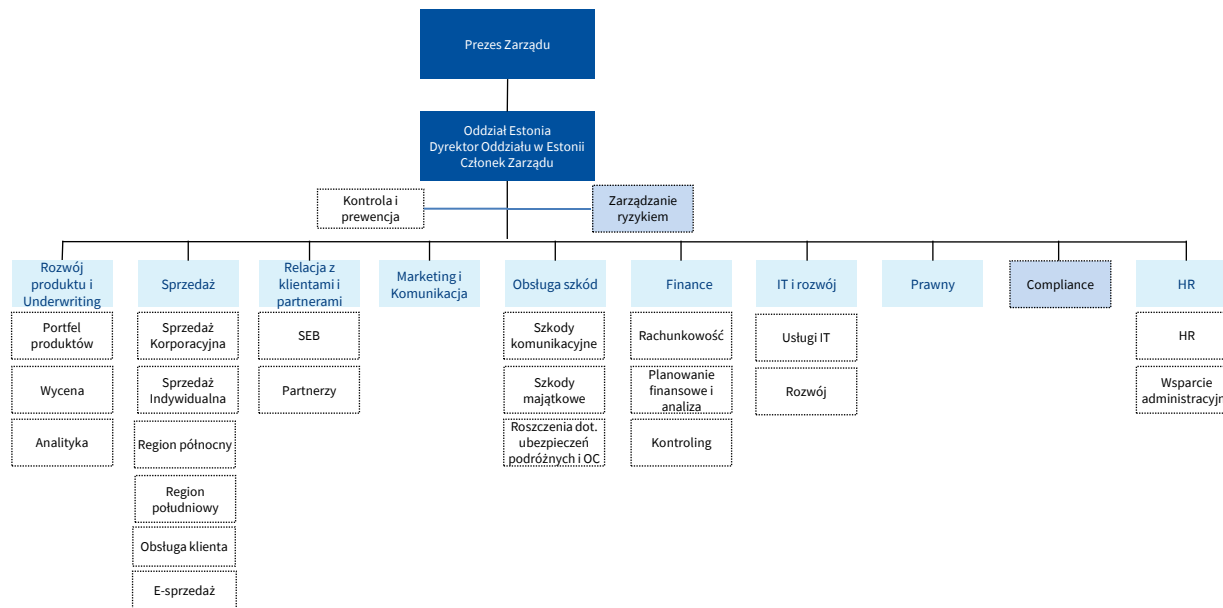 Prezes Zarządu
Oddział Estonia
Dyrektor Oddziału w Estonii
Członek Zarządu
Kontrola i
prewencja
Zarządzanie
ryzykiem
Rozwój
produktu i
Underwriting
Sprzedaż
Relacja z
klientami i
partnerami
Marketing i
Komunikacja
Obsługa szkód
Finance
IT i rozwój
Prawny
Compliance
HR
Portfel
produktów
Sprzedaż
Korporacyjna
SEB
Szkody
komunikacyjne
Rachunkowość
Usługi IT
HR
Wycena
Sprzedaż
Indywidualna
Partnerzy
Szkody
majątkowe
Planowanie
finansowe i
analiza
Rozwój
Wsparcie
administracyjn
Analityka
Region północny
Roszczenia dot.
ubezpieczeń
podróżnych i OC
Kontroling
Region
południowy
Obsługa klienta
E-sprzedaż